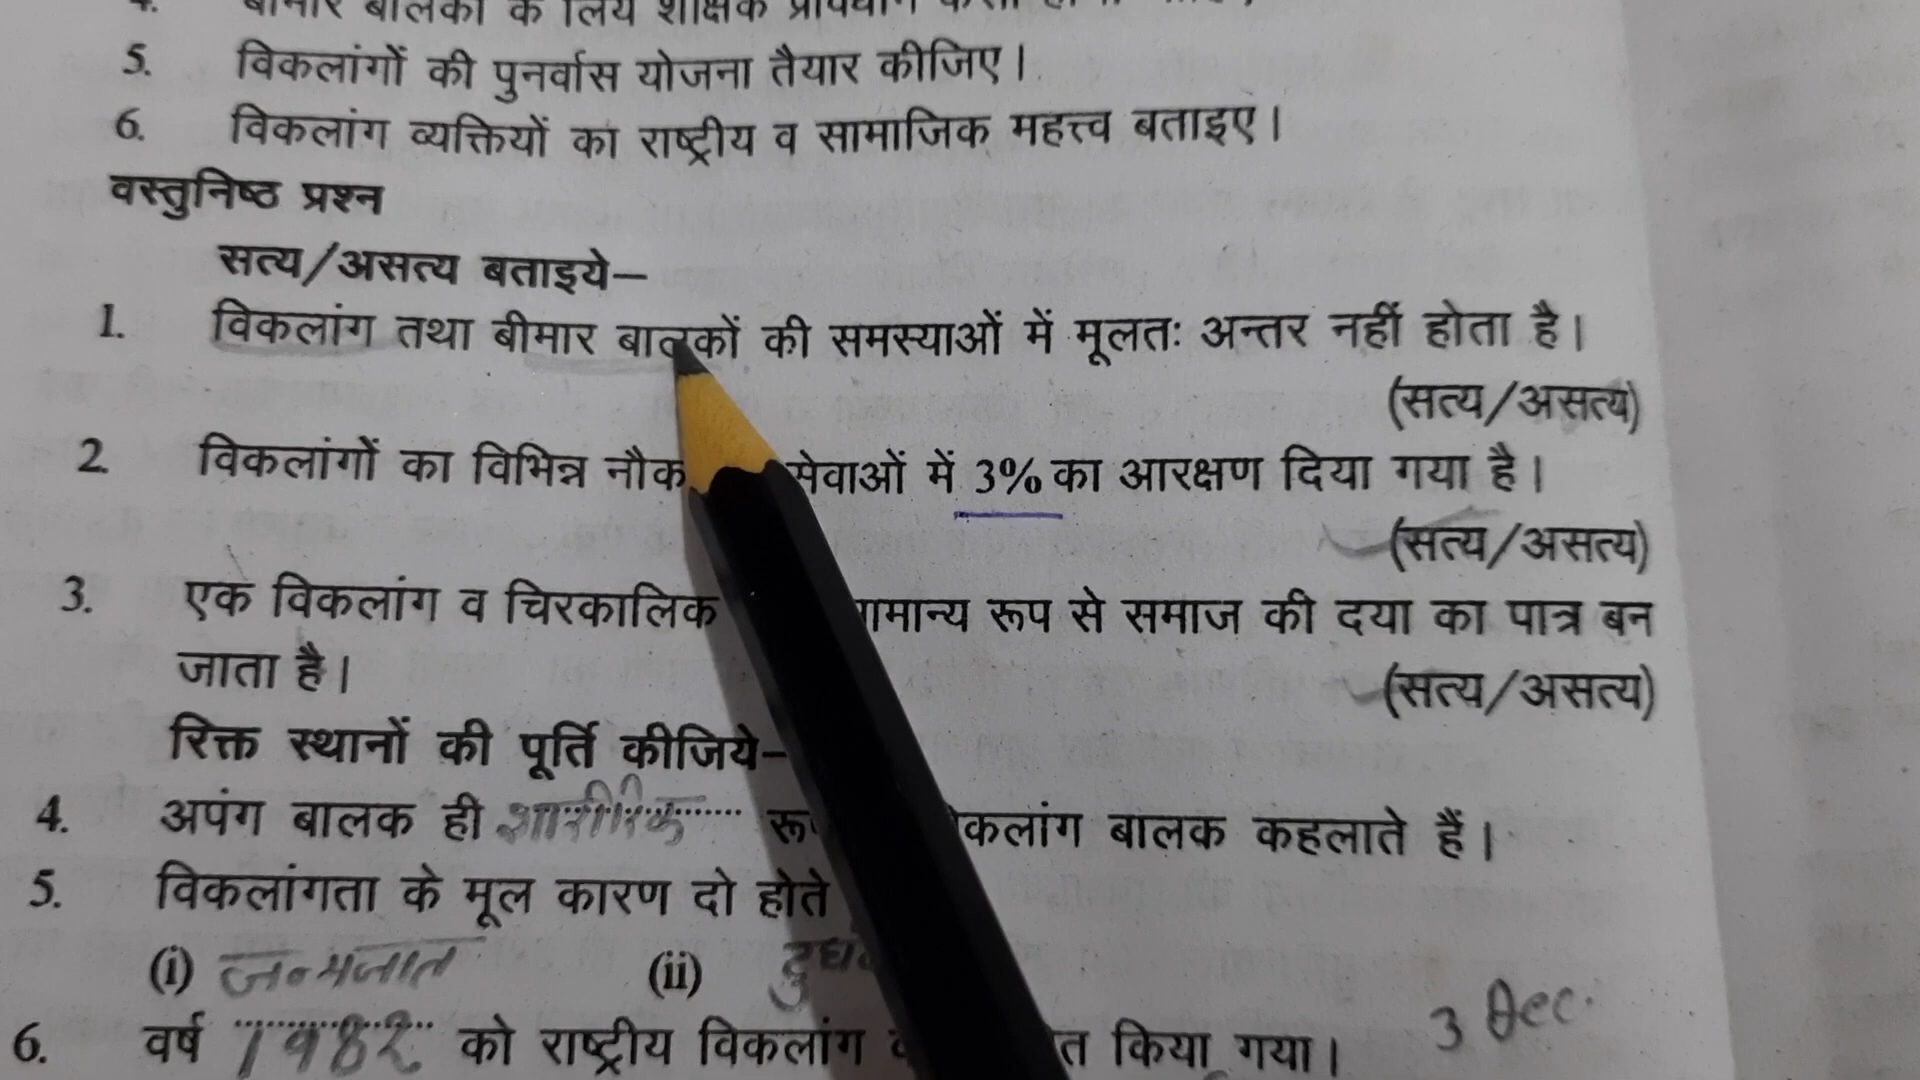 5. विकलांगों की पुनर्वास योजना तैयार कीजिए।
6. विकलांग व्यक्तियों का राष्ट्रीय व सामाजिक महत्त्व बताइए।
वस्तुनिष्ठ प्रश्न
सत्य/असत्य बताइये–
1. विकलांग तथा बीमार बालकों की समस्याओं में मूलतः अन्तर नहीं होता है।
(सत्य/असत्य)
2. विकलांगों का विभिन्न में 3% का आरक्षण दिया गया है।
(सत्य/असत्य)
3. एक विकलांग व चिरकालिक रूप से समाज की दया का पात्र बन
जाता है।
(सत्य/असत्य)
रिक्त स्थानों की पूर्ति कीजिये–
4. अपंग बालक ही शारीरिक बालक कहलाते हैं।
5. विकलांगता के मूल कारण दो होते
(i) जन्मजात (ii)
3 Dec.
6. वर्ष 1982 को राष्ट्रीय विकलांग किया गया।